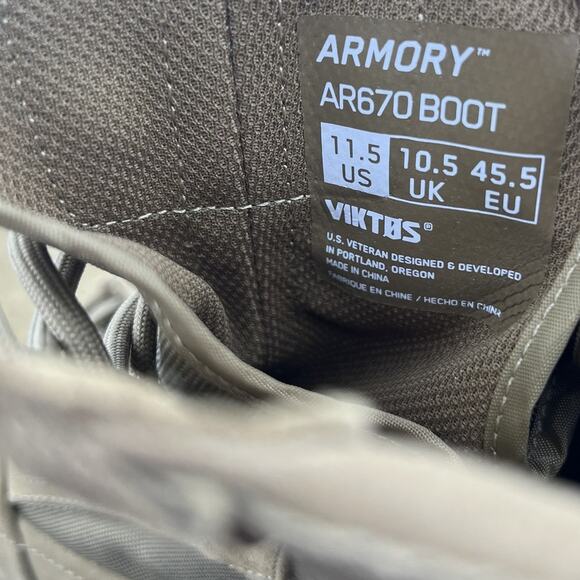 ARMORY™
AR670 BOOT
11.5 10.5 45.5
US UK EU
VIKTØS®
U.S. VETERAN DESIGNED & DEVELOPED
IN PORTLAND, OREGON
MADE IN CHINA
FABRIQUE EN CHINE / HECHO EN CHINA